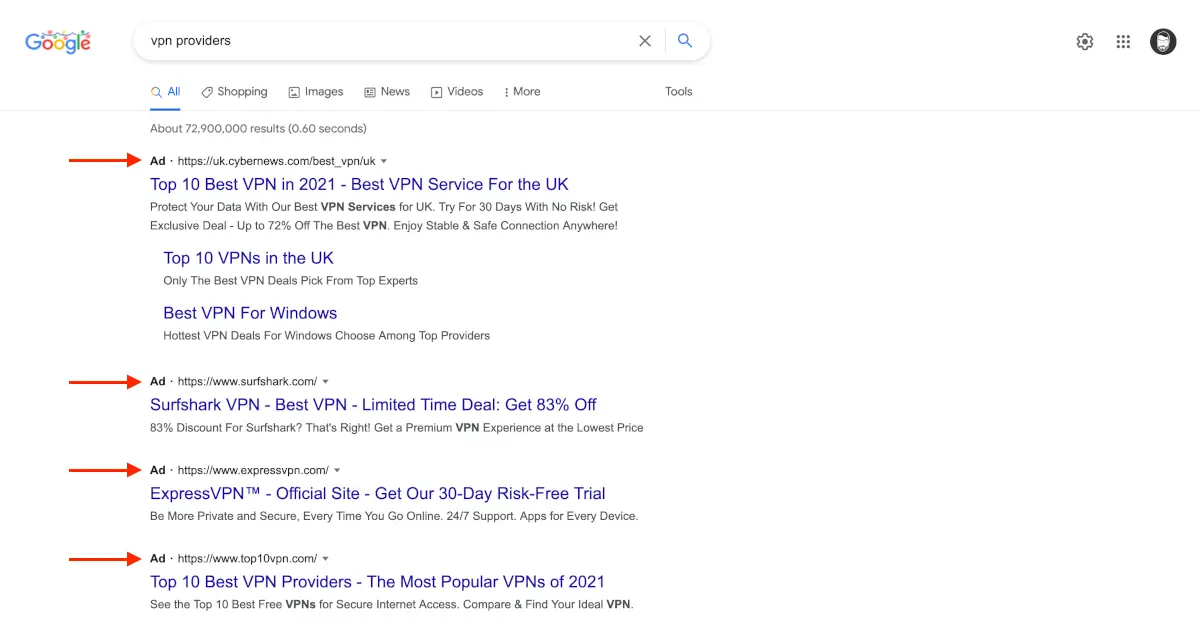 Google
vpn providers
All Shopping Images News Videos More Tools
About 72,900,000 results (0.60 seconds)
Ad · https://uk.cybernews.com/best_vpn/uk
Top 10 Best VPN in 2021 - Best VPN Service For the UK
Protect Your Data With Our Best VPN Services for UK. Try For 30 Days With No Risk! Get
Exclusive Deal - Up to 72% Off The Best VPN. Enjoy Stable & Safe Connection Anywhere!
Top 10 VPNs in the UK
Only The Best VPN Deals Pick From Top Experts
Best VPN For Windows
Hottest VPN Deals For Windows Choose Among Top Providers
Ad · https://www.surfshark.com/
Surfshark VPN - Best VPN - Limited Time Deal: Get 83% Off
83% Discount For Surfshark? That's Right! Get a Premium VPN Experience at the Lowest Price
Ad · https://www.expressvpn.com/
ExpressVPN™ - Official Site - Get Our 30-Day Risk-Free Trial
Be More Private and Secure, Every Time You Go Online. 24/7 Support. Apps for Every Device.
Ad · https://www.top10vpn.com/
Top 10 Best VPN Providers - The Most Popular VPNs of 2021
See the Top 10 Best Free VPNs for Secure Internet Access. Compare & Find Your Ideal VPN.